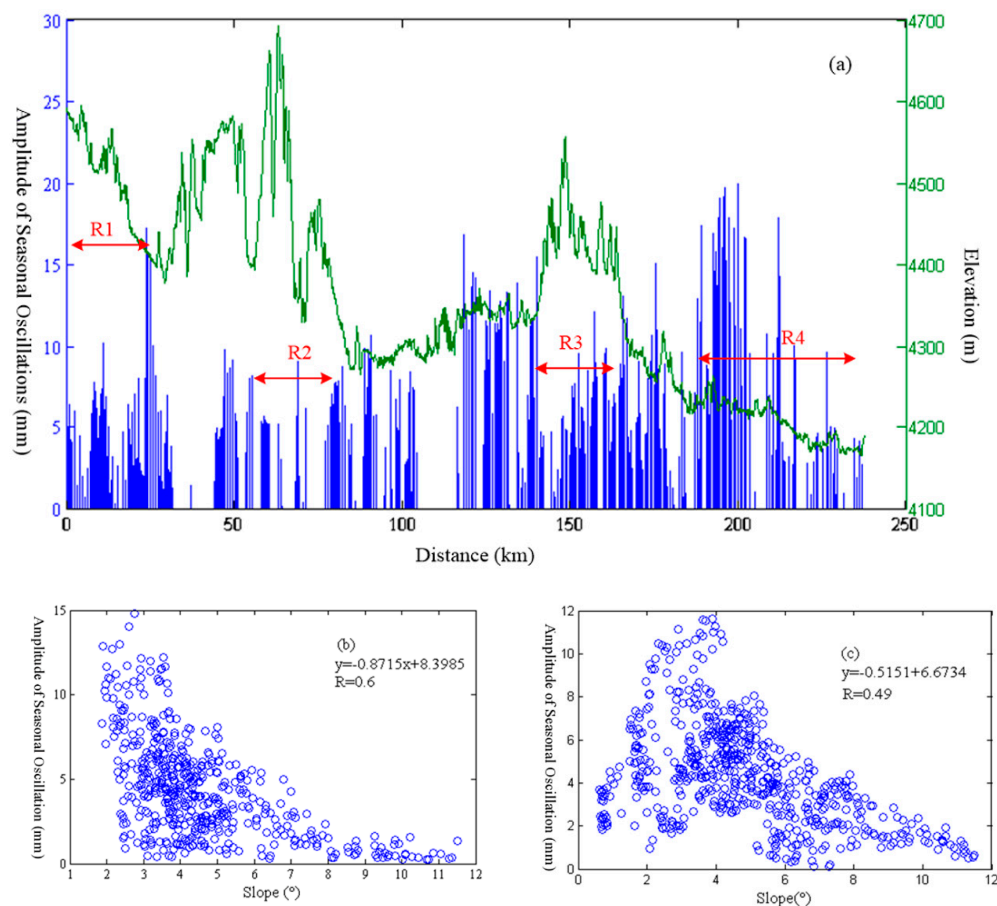 (a)
Amplitude of Seasonal Oscillations (mm)
30
25
20
15
10
5
0
R1
R2
R3
R4
4700
4600
4500
4400
4300
4200
4100
Elevation (m)
0 50 100 150 200 250
Distance (km)
Amplitude of Seasonal Oscillation (mm)
15
10
5
0
(b)
y=-0.8715x+8.3985
R=0.6
1 2 3 4 5 6 7 8 9 10 11 12
Slope (°)
Amplitude of Seasonal Oscillation (mm)
12
10
8
6
4
2
0
(c)
y=-0.5151+6.6734
R=0.49
0 2 4 6 8 10 12
Slope(°)